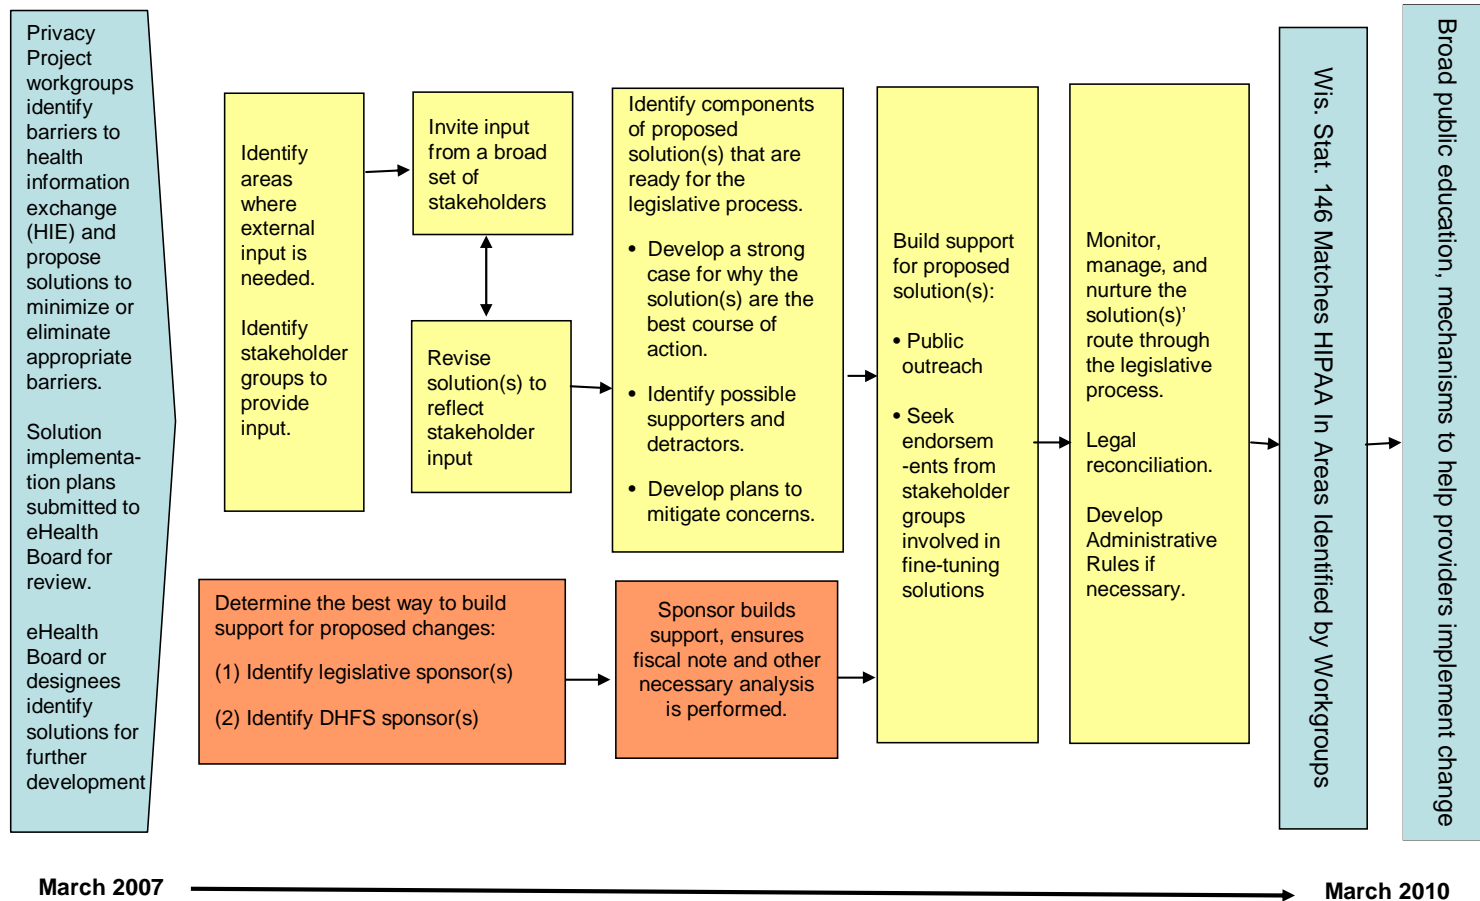 Privacy
Project
workgroups
identify
barriers to
health
information
exchange
(HIE) and
propose
solutions to
minimize or
eliminate
appropriate
barriers.
Solution
implementa-
tion plans
submitted to
eHealth
Board for
review.
eHealth
Board or
designees
identify
solutions for
further
development
Identify
areas
where
external
input is
needed.
Identify
stakeholder
groups to
provide
input.
Invite input
from a broad
set of
stakeholders
Revise
solution(s) to
reflect
stakeholder
input
Identify components
of proposed
solution(s) that are
ready for the
legislative process.
• Develop a strong
case for why the
solution(s) are the
best course of
action.
• Identify possible
supporters and
detractors.
• Develop plans to
mitigate concerns.
Determine the best way to build
support for proposed changes:
(1) Identify legislative sponsor(s)
(2) Identify DHFS sponsor(s)
Sponsor builds
support, ensures
fiscal note and other
necessary analysis
is performed.
Build support
for proposed
solution(s):
• Public
outreach
• Seek
endorsem
-ents from
stakeholder
groups
involved in
fine-tuning
solutions
Monitor,
manage, and
nurture the
solution(s)'
route through
the legislative
process.
Legal
reconciliation.
Develop
Administrative
Rules if
necessary.
Wis. Stat. 146 Matches HIPAA In Areas Identified by Workgroups
Broad public education, mechanisms to help providers implement change
March 2007
March 2010